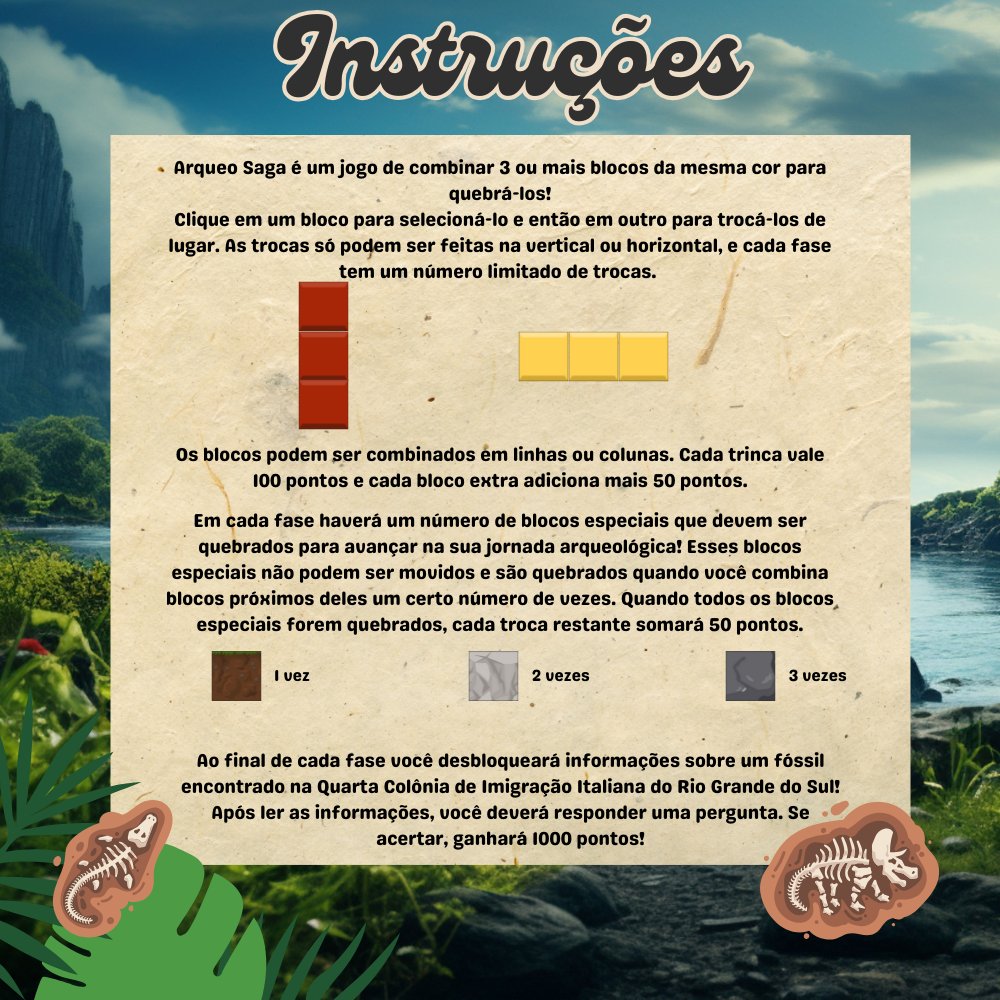 Instruções
Arqueo Saga é um jogo de combinar 3 ou mais blocos da mesma cor para
quebrá-los!
Clique em um bloco para selecioná-lo e então em outro para trocá-los de
lugar. As trocas só podem ser feitas na vertical ou horizontal, e cada fase
tem um número limitado de trocas.
Os blocos podem ser combinados em linhas ou colunas. Cada trinca vale
100 pontos e cada bloco extra adiciona mais 50 pontos.
Em cada fase haverá um número de blocos especiais que devem ser
quebrados para avançar na sua jornada arqueológica! Esses blocos
especiais não podem ser movidos e são quebrados quando você combina
blocos próximos deles um certo número de vezes. Quando todos os blocos
especiais forem quebrados, cada troca restante somará 50 pontos.
1 vez
2 vezes
3 vezes
Ao final de cada fase você desbloqueará informações sobre um fóssil
encontrado na Quarta Colônia de Imigração Italiana do Rio Grande do Sul!
Após ler as informações, você deverá responder uma pergunta. Se
acertar, ganhará 1000 pontos!